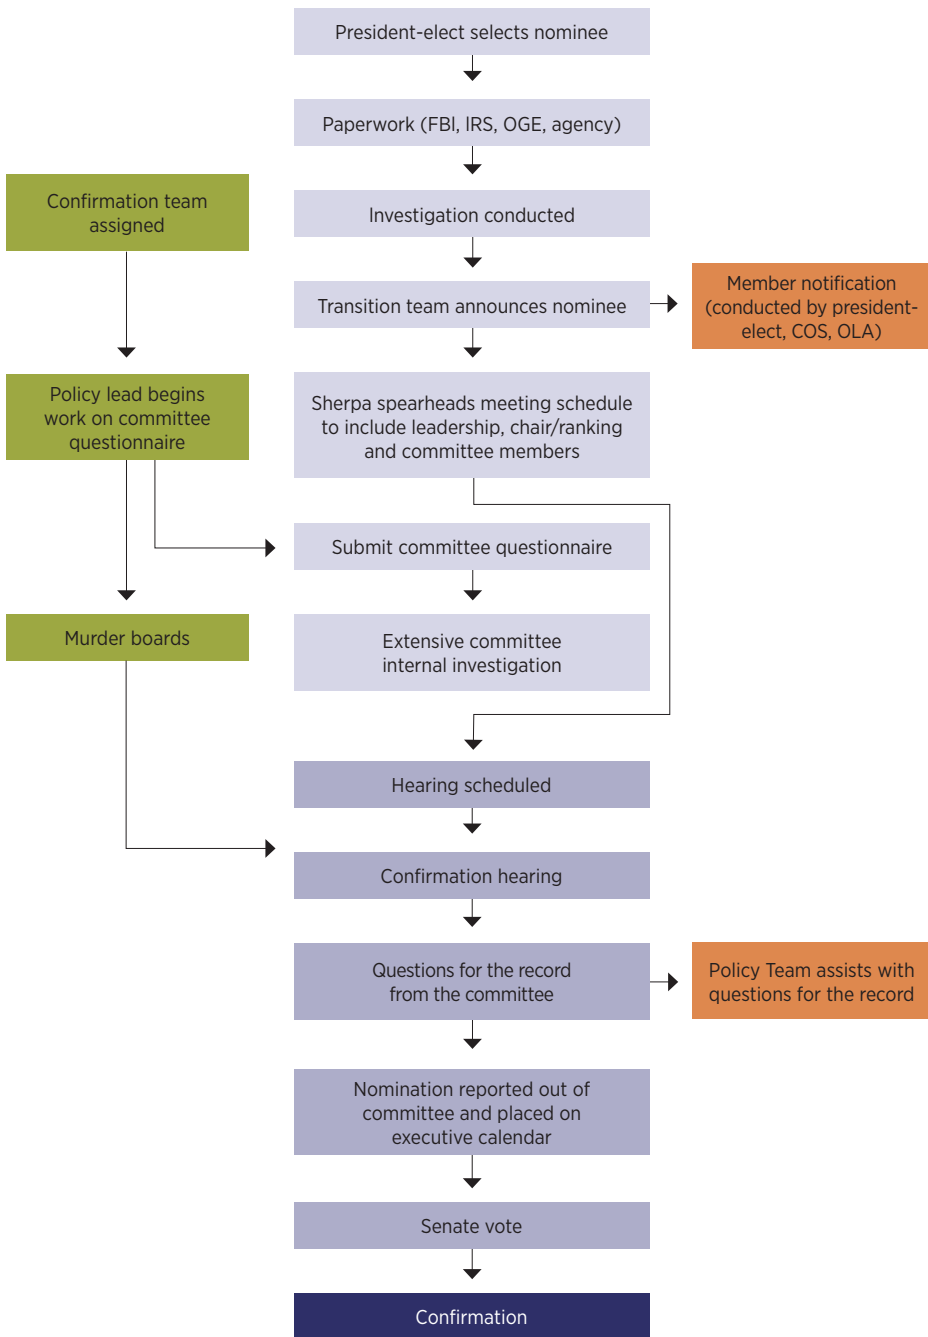 President-elect selects nominee
Paperwork (FBI, IRS, OGE, agency)
Confirmation team
assigned
Investigation conducted
Transition team announces nominee
Member notification
(conducted by president-
elect, COS, OLA)
Policy lead begins
work on committee
questionnaire
Sherpa spearheads meeting schedule
to include leadership, chair/ranking
and committee members
Submit committee questionnaire
Murder boards
Extensive committee
internal investigation
Hearing scheduled
Confirmation hearing
Questions for the record
from the committee
Policy Team assists with
questions for the record
Nomination reported out of
committee and placed on
executive calendar
Senate vote
Confirmation